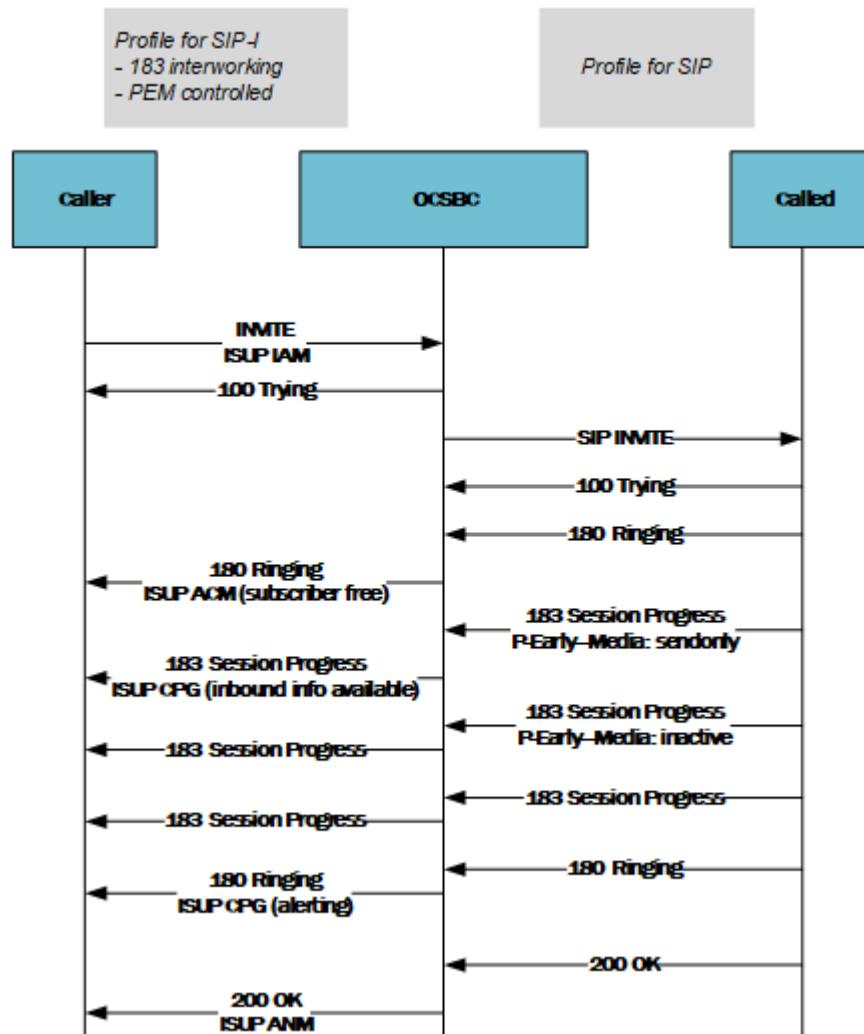 Profile for SIP-I
- 183 interworking
- PEM controlled
Profile for SIP
Caller
OCSBC
Called
INVITE
ISUP IAM
100 Trying
SIP INVITE
100 Trying
180 Ringing
180 Ringing
ISUP ACM (subscriber free)
183 Session Progress
P-Early-Media: sendonly
183 Session Progress
ISUP CPG (inbound info available)
183 Session Progress
P-Early-Media: inactive
183 Session Progress
183 Session Progress
183 Session Progress
180 Ringing
180 Ringing
ISUP CPG (alerting)
200 OK
200 OK
ISUP ANM